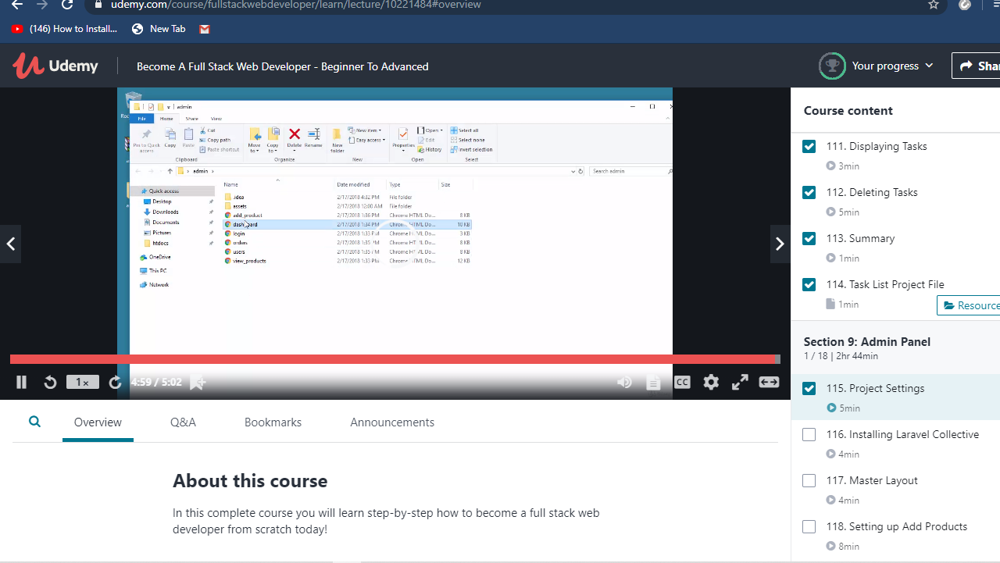 udemy.com/course/fullstackwebdeveloper/learn/lecture/10221484#overview
(146) How to Install... New Tab
Udemy Become A Full Stack Web Developer - Beginner To Advanced Your progress Sha
admin
File Home Share View
Pin to Quick access Copy Paste Cut Copy path Paste shortcut Move to Copy to Delete Rename New folder New item Easy access Properties Open Edit History Select all Select none Invert selection
Clipboard Organize New Open Select
admin Search admin
Name Date modified Type Size
Quick access
Desktop
Downloads
Documents
Pictures
htdocs
OneDrive
This PC
Network
.idea 2/17/2018 4:32 PM File folder
assets 2/17/2018 12:00 AM File folder
add_product 2/17/2018 1:36 PM Chrome HTML Do... 8 KB
2/17/2018 1:34 PM Chrome HTML Do... 10 KB
login 2/17/2018 1:33 PM Chrome HTML Do... 3 KB
orders 2/17/2018 1:35 PM Chrome HTML Do... 8 KB
users 2/17/2018 1:35 PM Chrome HTML Do... 8 KB
view_products 2/17/2018 1:33 PM Chrome HTML Do... 12 KB
1x 4:59 / 5:02 CC
Overview Q&A Bookmarks Announcements
About this course
In this complete course you will learn step-by-step how to become a full stack web
developer from scratch today!
Course content
111. Displaying Tasks
3min
112. Deleting Tasks
5min
113. Summary
1min
114. Task List Project File
1min Resource
Section 9: Admin Panel
1 / 18 | 2hr 44min
115. Project Settings
5min
116. Installing Laravel Collective
4min
117. Master Layout
4min
118. Setting up Add Products
8min